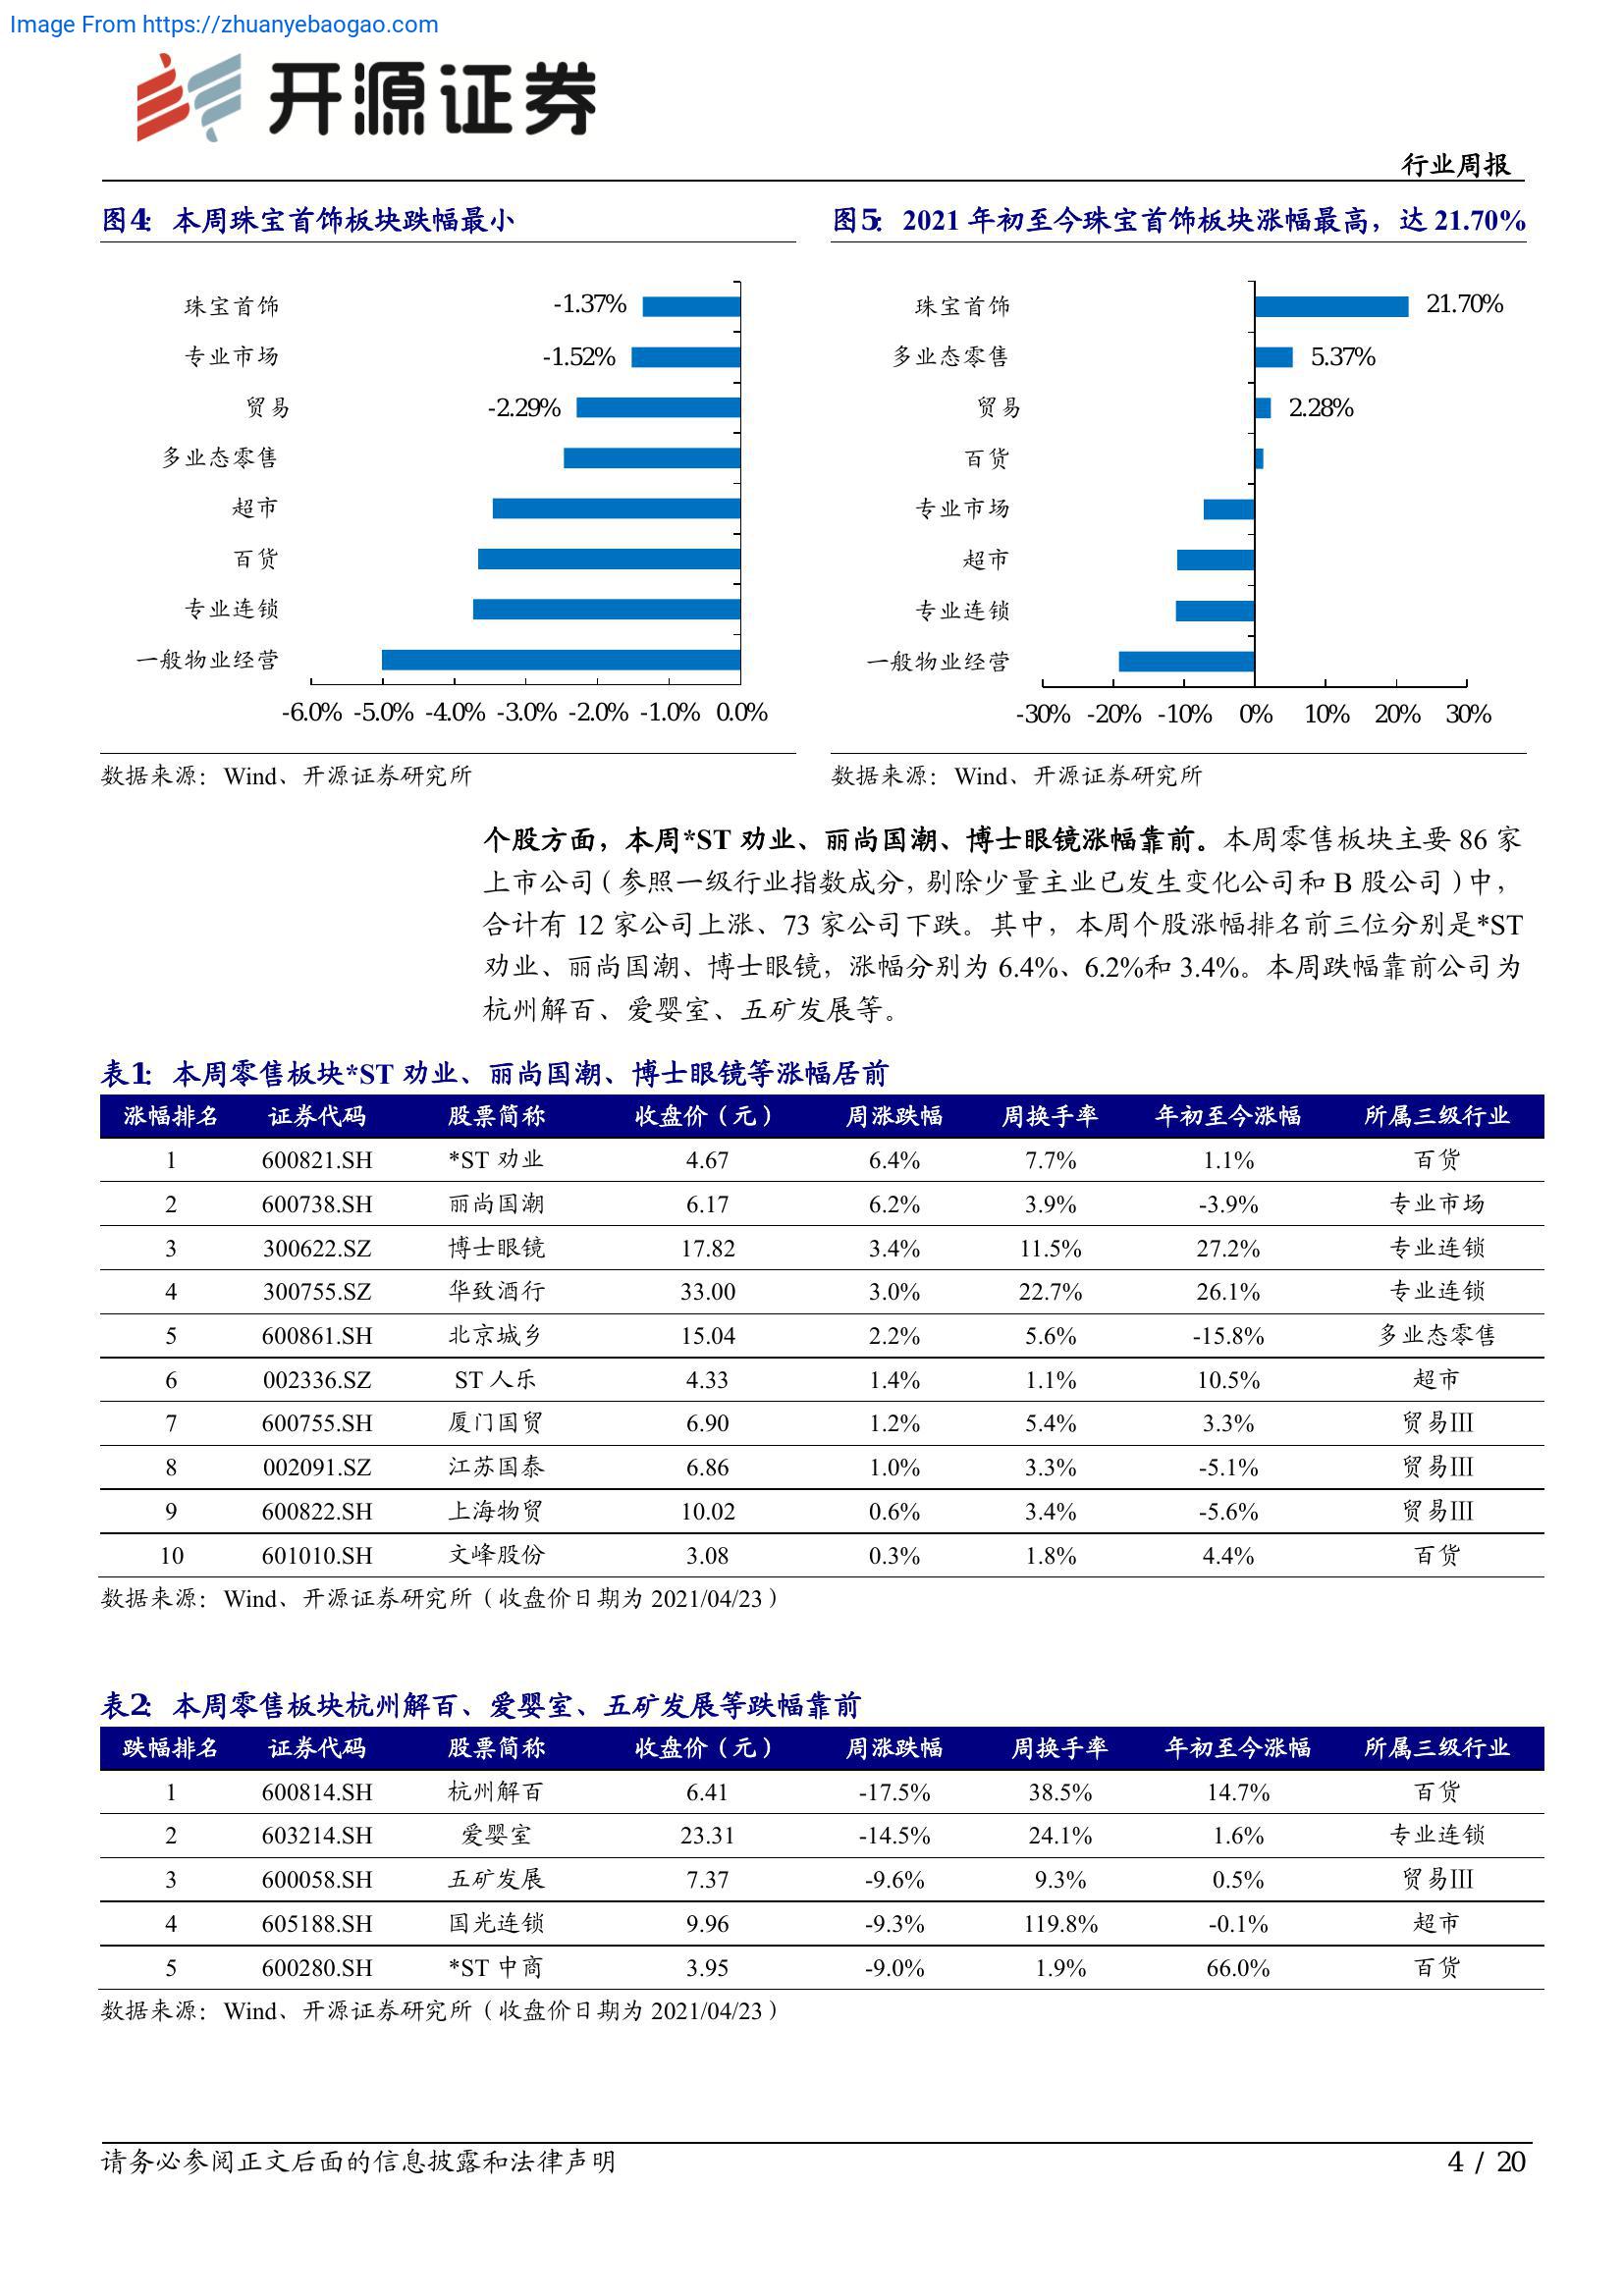 Image From https://zhuanyebaogao.com
开源证券
行业周报
图4： 本周珠宝首饰板块跌幅最小
珠宝首饰 -1.37%
专业市场 -1.52%
贸易 -2.29%
多业态零售
超市
百货
专业连锁
一般物业经营
-6.0% -5.0% -4.0% -3.0% -2.0% -1.0% 0.0%
数据来源：Wind、开源证券研究所
图5： 2021 年初至今珠宝首饰板块涨幅最高，达 21.70%
珠宝首饰 21.70%
多业态零售 5.37%
贸易 2.28%
百货
专业市场
超市
专业连锁
一般物业经营
-30% -20% -10% 0% 10% 20% 30%
数据来源：Wind、开源证券研究所
个股方面，本周*ST 劝业、丽尚国潮、博士眼镜涨幅靠前。本周零售板块主要 86 家
上市公司（参照一级行业指数成分，剔除少量主业已发生变化公司和 B 股公司）中，
合计有 12 家公司上涨、73 家公司下跌。其中，本周个股涨幅排名前三位分别是*ST
劝业、丽尚国潮、博士眼镜，涨幅分别为 6.4%、6.2%和 3.4%。本周跌幅靠前公司为
杭州解百、爱婴室、五矿发展等。
表1： 本周零售板块*ST 劝业、丽尚国潮、博士眼镜等涨幅居前
涨幅排名 证券代码 股票简称 收盘价（元） 周涨跌幅 周换手率 年初至今涨幅 所属三级行业
1 600821.SH *ST 劝业 4.67 6.4% 7.7% 1.1% 百货
2 600738.SH 丽尚国潮 6.17 6.2% 3.9% -3.9% 专业市场
3 300622.SZ 博士眼镜 17.82 3.4% 11.5% 27.2% 专业连锁
4 300755.SZ 华致酒行 33.00 3.0% 22.7% 26.1% 专业连锁
5 600861.SH 北京城乡 15.04 2.2% 5.6% -15.8% 多业态零售
6 002336.SZ ST 人乐 4.33 1.4% 1.1% 10.5% 超市
7 600755.SH 厦门国贸 6.90 1.2% 5.4% 3.3% 贸易Ⅲ
8 002091.SZ 江苏国泰 6.86 1.0% 3.3% -5.1% 贸易Ⅲ
9 600822.SH 上海物贸 10.02 0.6% 3.4% -5.6% 贸易Ⅲ
10 601010.SH 文峰股份 3.08 0.3% 1.8% 4.4% 百货
数据来源：Wind、开源证券研究所（收盘价日期为 2021/04/23）
表2： 本周零售板块杭州解百、爱婴室、五矿发展等跌幅靠前
跌幅排名 证券代码 股票简称 收盘价（元） 周涨跌幅 周换手率 年初至今涨幅 所属三级行业
1 600814.SH 杭州解百 6.41 -17.5% 38.5% 14.7% 百货
2 603214.SH 爱婴室 23.31 -14.5% 24.1% 1.6% 专业连锁
3 600058.SH 五矿发展 7.37 -9.6% 9.3% 0.5% 贸易Ⅲ
4 605188.SH 国光连锁 9.96 -9.3% 119.8% -0.1% 超市
5 600280.SH *ST 中商 3.95 -9.0% 1.9% 66.0% 百货
数据来源：Wind、开源证券研究所（收盘价日期为 2021/04/23）
请务必参阅正文后面的信息披露和法律声明
4 / 20